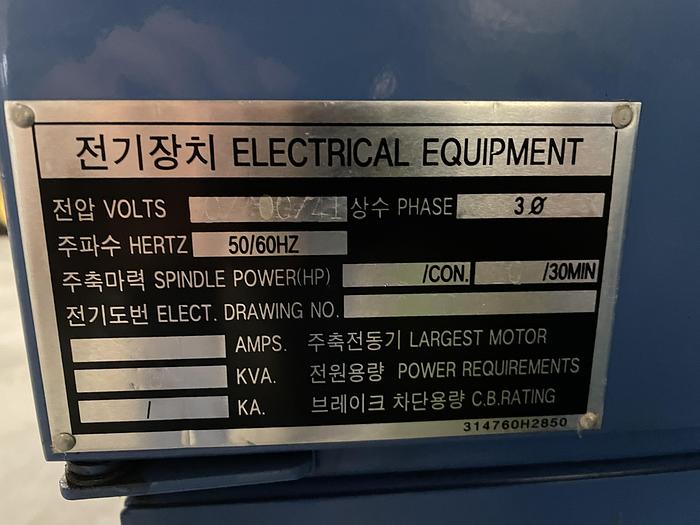 전기장치 ELECTRICAL EQUIPMENT
전압 VOLTS 상수 PHASE 3Ø
주파수 HERTZ 50/60HZ
주축마력 SPINDLE POWER(HP) /CON. /30MIN
전기도번 ELECT. DRAWING NO.
AMPS. 주축전동기 LARGEST MOTOR
KVA. 전원용량 POWER REQUIREMENTS
/ KA. 브레이크 차단용량 C.B.RATING
314760H2850